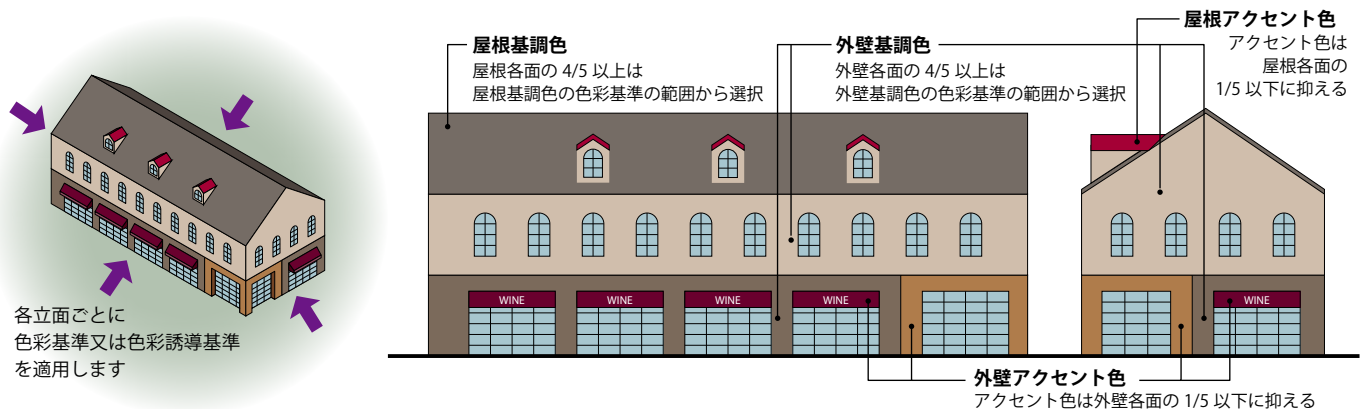 屋根基調色
屋根各面の 4/5 以上は
屋根基調色の色彩基準の範囲から選択
外壁基調色
外壁各面の 4/5 以上は
外壁基調色の色彩基準の範囲から選択
屋根アクセント色
アクセント色は
屋根各面の
1/5 以下に抑える
各立面ごとに
色彩基準又は色彩誘導基準
を適用します
WINE
WINE
WINE
WINE
WINE
外壁アクセント色
アクセント色は外壁各面の 1/5 以下に抑える